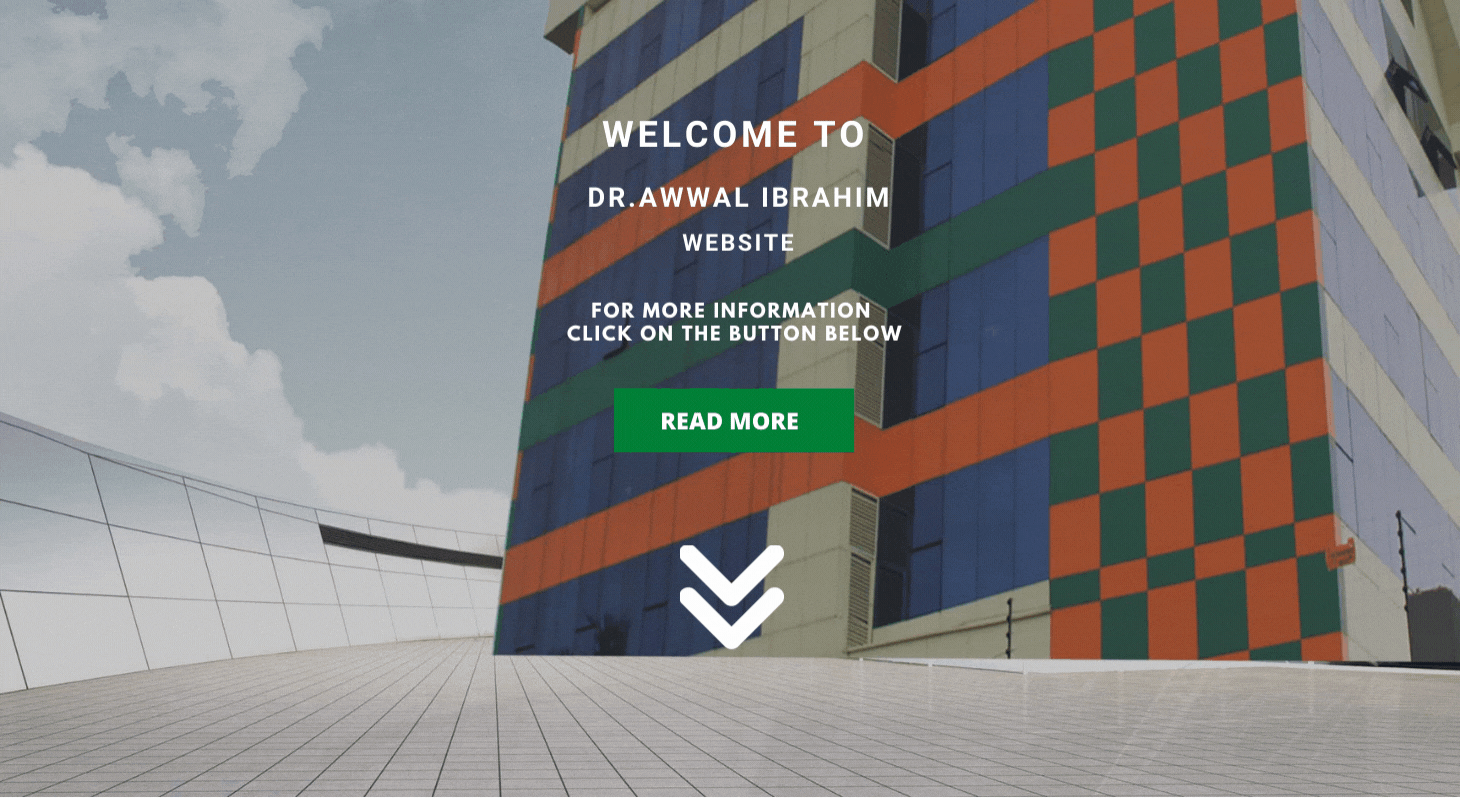 WELCOME TO
DR.AWWAL IBRAHIM
WEBSITE
FOR MORE INFORMATION
CLICK ON THE BUTTON BELOW
READ MORE